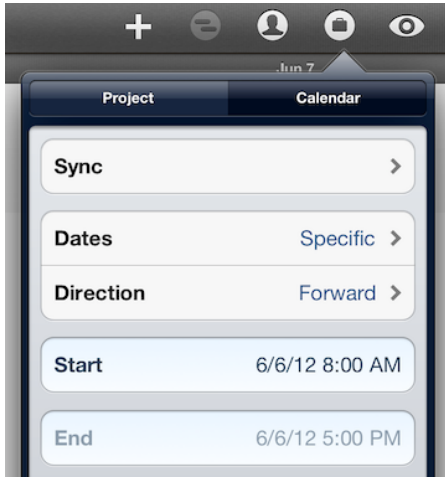 Jun 7
Project Calendar
Sync
Dates Specific
Direction Forward
Start 6/6/12 8:00 AM
End 6/6/12 5:00 PM